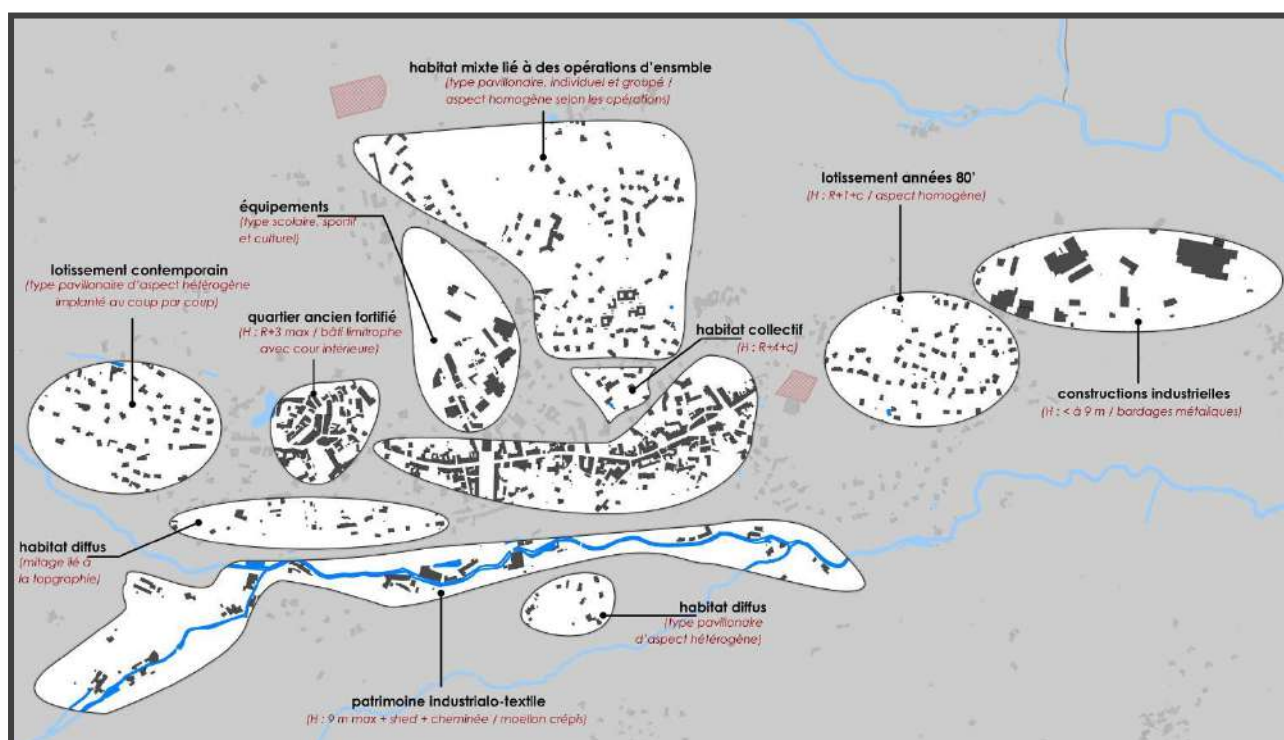 habitat mixte lié à des opérations d'ensmble
(type pavillonaire, individuel et groupé /
aspect homogène selon les opérations)
lotissement années 80'
(H : R+1+c / aspect homogène)
équipements
(type scolaire, sportif
et culturel)
lotissement contemporain
(type pavillonaire d'aspect hétérogène
implanté au coup par coup)
quartier ancien fortifié
(H : R+3 max / bâti limitrophe
avec cour intérieure)
habitat collectif
(H : R+4+c)
constructions industrielles
(H : < à 9 m / bardages métaliques)
habitat diffus
(mitage lié à
la topgraphie)
habitat diffus
(type pavillonaire
d'aspect hétérogène)
patrimoine industrialo-textile
(H : 9 m max + shed + cheminée / moellon crépis)